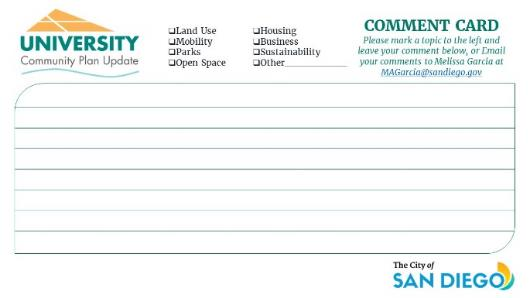 UNIVERSITY
Community Plan Update
❑Land Use
❑Mobility
❑Parks
❑Open Space
❑Housing
❑Business
❑Sustainability
❑Other____________
COMMENT CARD
Please mark a topic to the left and
leave your comment below, or Email
your comments to Melissa Garcia at
MAGarcia@sandiego.gov
The City of
SAN DIEGO